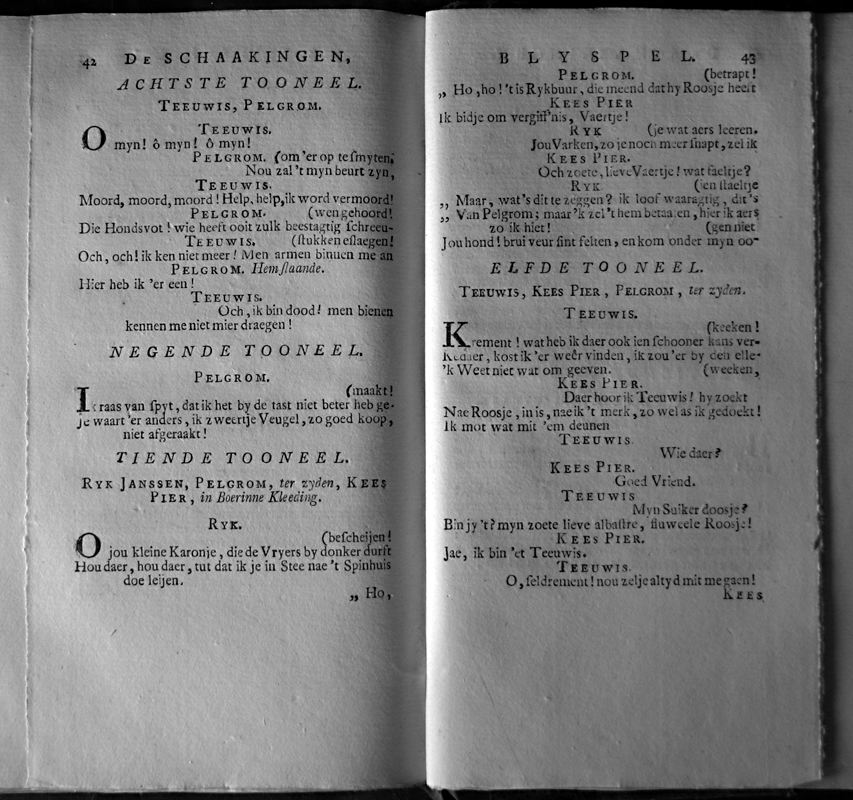 42 DE SCHAAKINGEN,
ACHTSTE TOONEEL.
TEEUWIS, PELGROM.
TEEUWIS.
O myn! ô myn! ô myn!
PELGROM. (om 'er op te ſmyten;
Nou zal 't myn beurt zyn,
TEEUWIS.
Moord, moord, moord! Help, help, ik word vermoord!
PELGROM. (wen gehoord!
Die Hondsvot! wie heeft ooit zulk beestagtig ſchreeu-
TEEUWIS. (ſtukken eſlaegen!
Och, och! ik ken niet meer! Men armen binnen me an
PELGROM. Hem ſlaande.
Hier heb ik 'er een!
TEEUWIS.
Och, ik bin dood! men bienen
kennen me niet mier draegen!
NEGENDE TOONEEL.
PELGROM.
(maakt!
Ik raas van ſpyt, dat ik het by de tast niet beter heb ge-
Je waart 'er anders, ik zweertje Veugel, zo goed koop,
niet afgeraakt!
TIENDE TOONEEL.
RYK JANSSEN, PELGROM, ter zyden, KEES
PIER, in Boerinne Kleeding.
RYK.
(beſcheijen!
O jou kleine Karonje, die de Vryers by donker durft
Hou daer, hou daer, tut dat ik je in Stee nae 't Spinhuis
doe leijen.
„ Ho,
BLYSPEL. 43
PELGROM. (betrapt!
„ Ho, ho! 't is Rykbuur, die meend dat hy Roosje heeft
KEES PIER
Ik bidje om vergiff'nis, Vaertje!
RYK (je wat aers leeren.
Jou Varken, zo je noch meer ſnapt, zel ik
KEES PIER.
Och zoete, lieve Vaertje! wat faeltje?
RYK (ien ſtaeltje
„ Maar, wat's dit te zeggen? ik loof waaragtig, dit's
„ Van Pelgrom; maar 'k zel 't hem betaalen, hier ik aers
zo ik hiet! (gen niet
Jou hond! brui veur ſint felten, en kom onder myn oo-
ELFDE TOONEEL.
TEEUWIS, KEES PIER, PELGROM, ter zyden.
TEEUWIS.
(keeken!
Krement! wat heb ik daer ook ien ſchooner kans ver-
Kedaer, kost ik 'er weêr vinden, ik zou 'er by den elle-
'k Weet niet wat om geeven. (weeken,
KEES PIER.
Daer hoor ik Teeuwis! hy zoekt
Nae Roosje, in is, nae ik 't merk, zo wel as ik gedoekt!
Ik mot wat mit 'em deunen
TEEUWIS.
Wie daer?
KEES PIER.
Goed Vriend.
TEEUWIS
Myn Suiker doosje?
Bin jy 't? myn zoete lieve albaſtre, fluweele Roosje!
KEES PIER.
Jae, ik bin 'et Teeuwis.
TEEUWIS.
O, ſeldrement! nou zelje altyd mit me gaen!
KEES